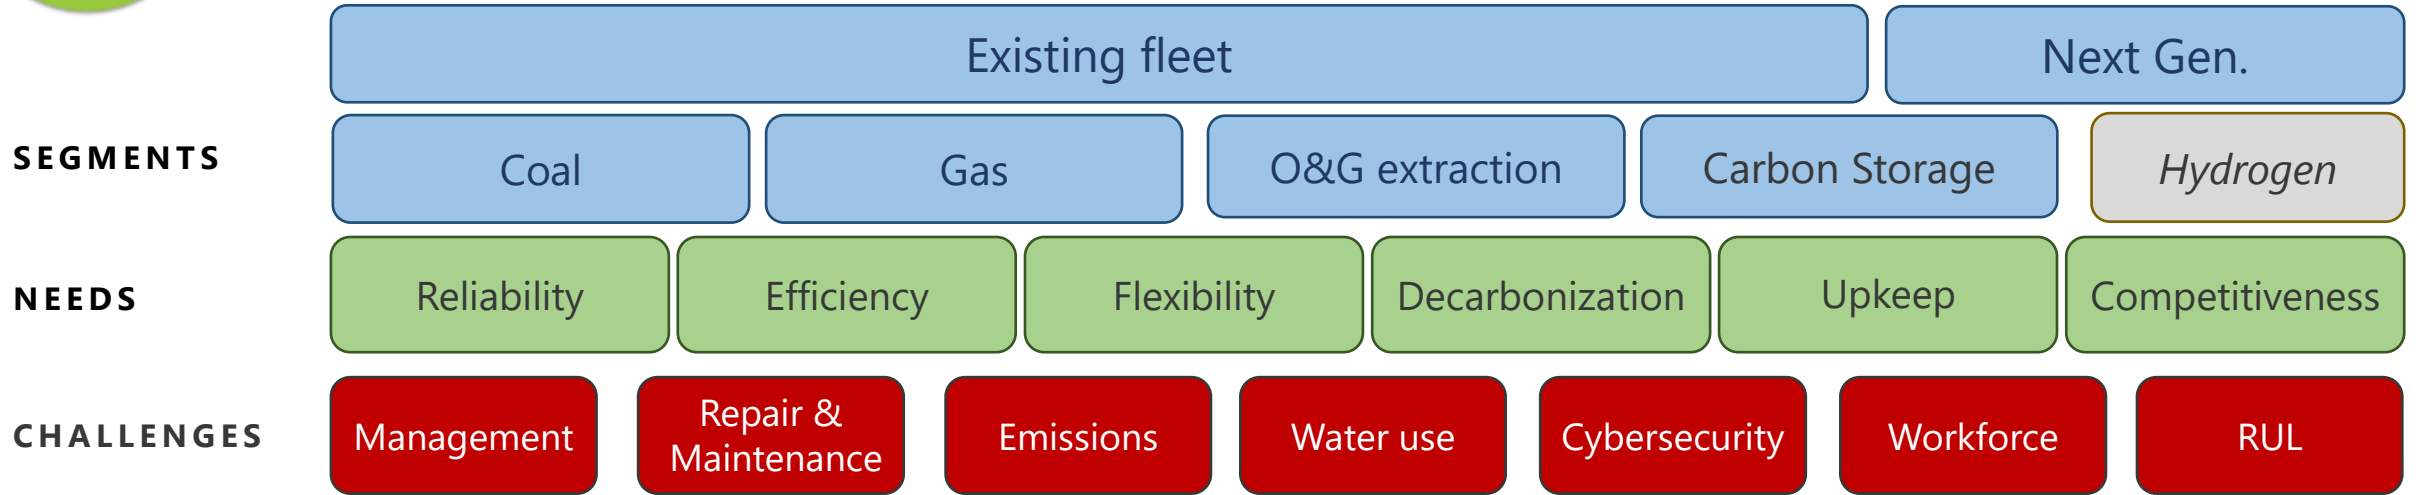 Existing fleet
Next Gen.
SEGMENTS
Coal
Gas
O&G extraction
Carbon Storage
Hydrogen
NEEDS
Reliability
Efficiency
Flexibility
Decarbonization
Upkeep
Competitiveness
CHALLENGES
Management
Repair &
Maintenance
Emissions
Water use
Cybersecurity
Workforce
RUL